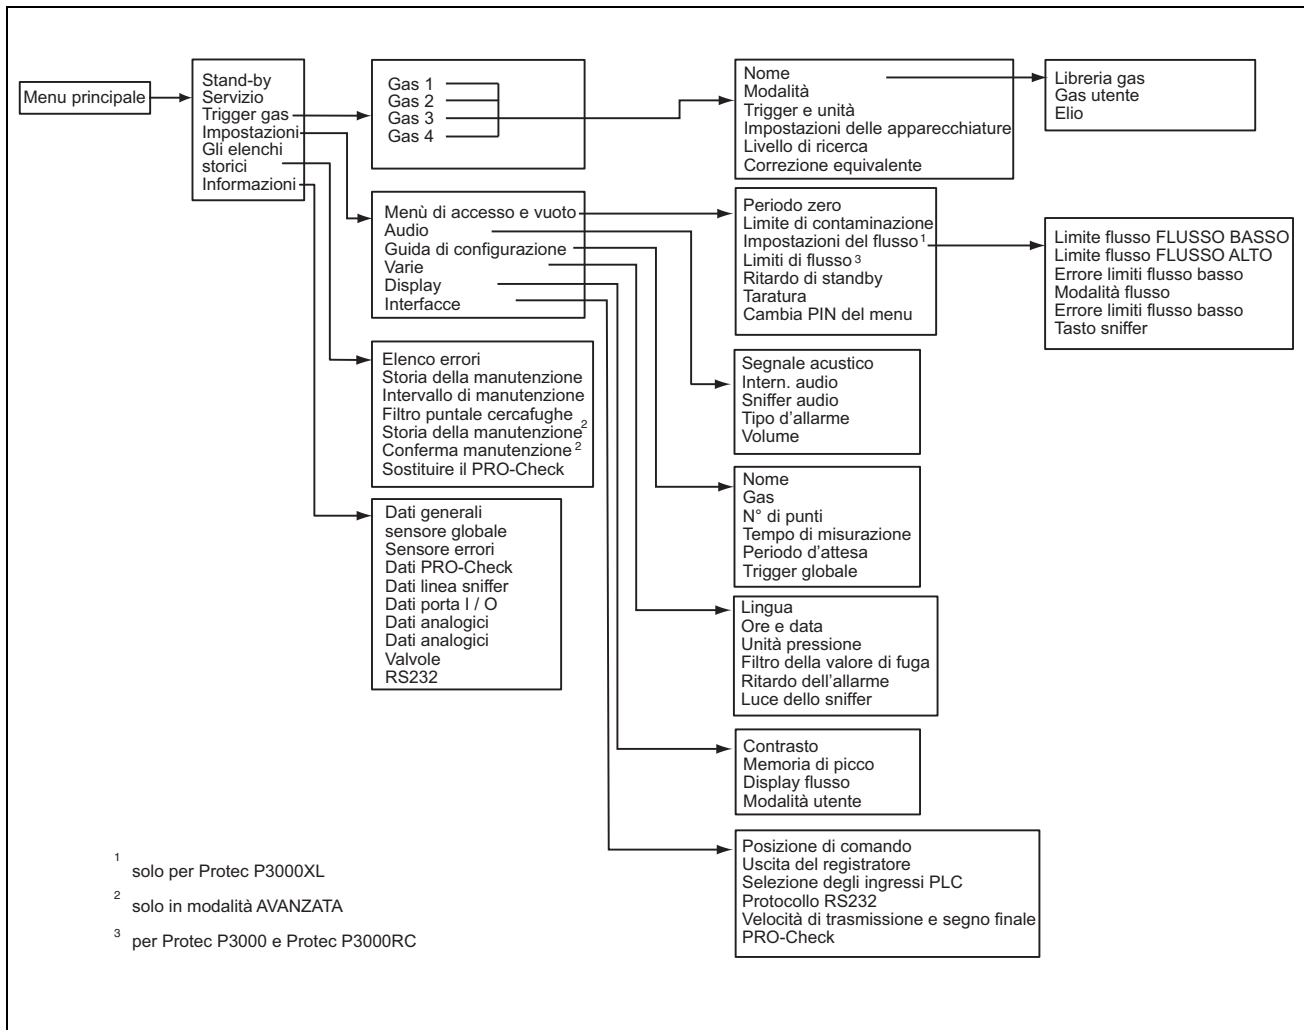 Menu principale
Stand-by
Servizio
Trigger gas
Impostazioni
Gli elenchi
storici
Informazioni
Gas 1
Gas 2
Gas 3
Gas 4
Nome
Modalità
Trigger e unità
Impostazioni delle apparecchiature
Livello di ricerca
Correzione equivalente
Libreria gas
Gas utente
Elio
Menù di accesso e vuoto
Audio
Guida di configurazione
Varie
Display
Interfacce
Periodo zero
Limite di contaminazione
Impostazioni del flusso 1
Limiti di flusso 3
Ritardo di standby
Taratura
Cambia PIN del menu
Limite flusso FLUSSO BASSO
Limite flusso FLUSSO ALTO
Errore limiti flusso basso
Modalità flusso
Errore limiti flusso basso
Tasto sniffer
Elenco errori
Storia della manutenzione
Intervallo di manutenzione
Filtro puntale cercafughe
Storia della manutenzione 2
Conferma manutenzione 2
Sostituire il PRO-Check
Segnale acustico
Intern. audio
Sniffer audio
Tipo d'allarme
Volume
Dati generali
sensore globale
Sensore errori
Dati PRO-Check
Dati linea sniffer
Dati porta I / O
Dati analogici
Dati analogici
Valvole
RS232
Nome
Gas
N° di punti
Tempo di misurazione
Periodo d'attesa
Trigger globale
Lingua
Ore e data
Unità pressione
Filtro della valore di fuga
Ritardo dell'allarme
Luce dello sniffer
Contrasto
Memoria di picco
Display flusso
Modalità utente
Posizione di comando
Uscita del registratore
Selezione degli ingressi PLC
Protocollo RS232
Velocità di trasmissione e segno finale
PRO-Check
1 solo per Protec P3000XL
2 solo in modalità AVANZATA
3 per Protec P3000 e Protec P3000RC